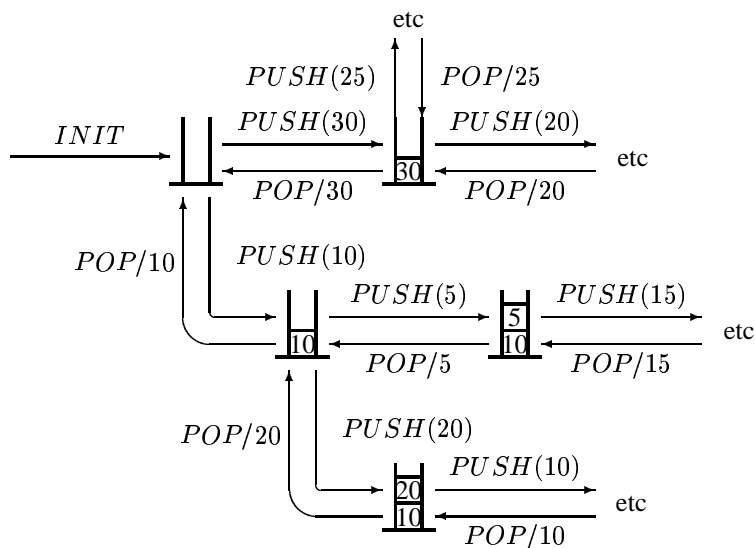 etc
PUSH(25) POP/25
INIT PUSH(30) PUSH(20)
etc
30
POP/30 POP/20
POP/10 PUSH(10)
PUSH(5) PUSH(15)
5
etc
10 10
POP/5 POP/15
POP/20 PUSH(20)
PUSH(10)
20
etc
10
POP/10